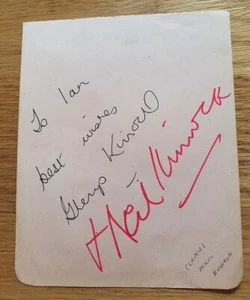 To Ian
best wishes
Glenys Kinnock
+ Neil Kinnock